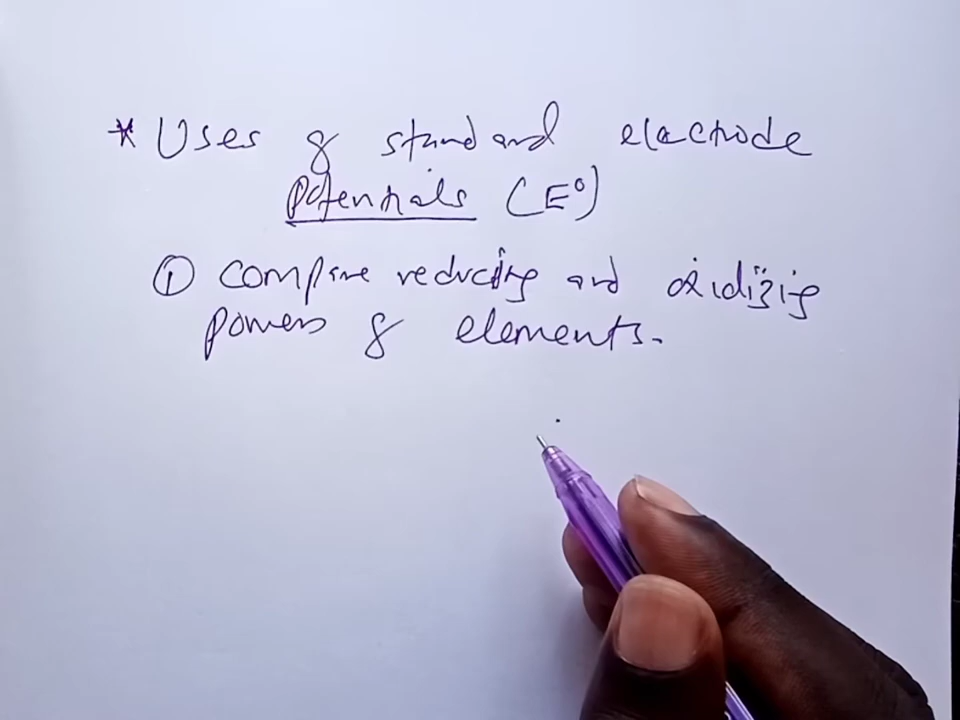 * Uses of standard electrode
potentials (E°)
① compare reducing and oxidizing
powers of elements.